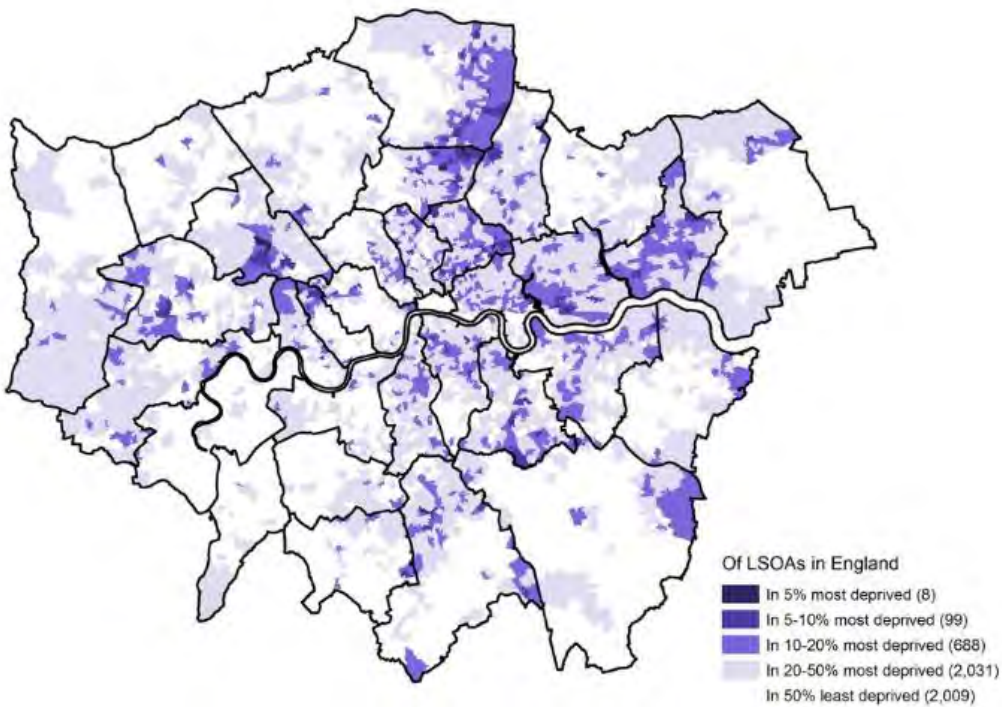 Of LSOAs in England
In 5% most deprived (8)
In 5-10% most deprived (99)
In 10-20% most deprived (688)
In 20-50% most deprived (2,031)
In 50% least deprived (2,009)